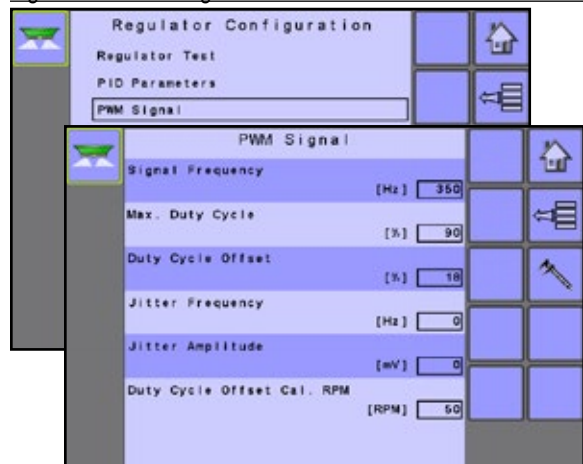 Regulator Configuration
Regulator Test
PID Parameters
PWM Signal
PWM Signal
Signal Frequency
[Hz] 350
Max. Duty Cycle
[%] 90
Duty Cycle Offset
[%] 18
Jitter Frequency
[Hz] 0
Jitter Amplitude
[mV] 0
Duty Cycle Offset Cal. RPM
[RPM] 50